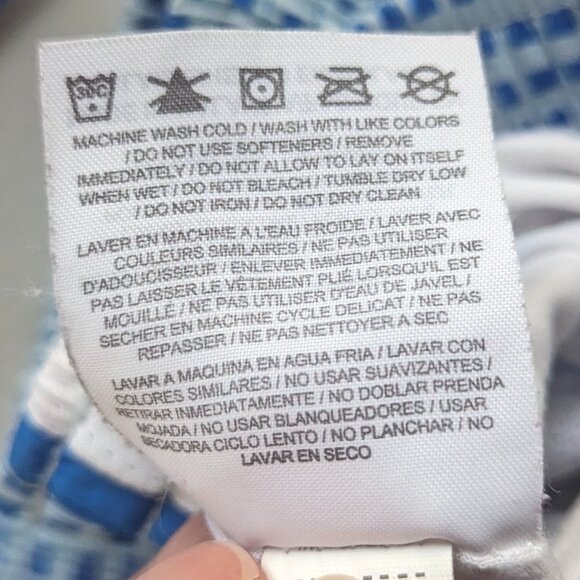 30C
MACHINE WASH COLD / WASH WITH LIKE COLORS
/ DO NOT USE SOFTENERS / REMOVE
IMMEDIATELY / DO NOT ALLOW TO LAY ON ITSELF
WHEN WET / DO NOT BLEACH / TUMBLE DRY LOW
/ DO NOT IRON / DO NOT DRY CLEAN
LAVER EN MACHINE A L'EAU FROIDE / LAVER AVEC
COULEURS SIMILAIRES / NE PAS UTILISER
D'ADOUCISSEUR / ENLEVER IMMEDIATEMENT / NE
PAS LAISSER LE VÊTEMENT PLIÉ LORSQU'IL EST
MOUILLÉ / NE PAS UTILISER D'EAU DE JAVEL /
SECHER EN MACHINE CYCLE DELICAT / NE PAS
REPASSER / NE PAS NETTOYER A SEC
LAVAR A MAQUINA EN AGUA FRIA / LAVAR CON
COLORES SIMILARES / NO USAR SUAVIZANTES /
RETIRAR INMEDIATAMENTE / NO DOBLAR PRENDA
MOJADA / NO USAR BLANQUEADORES / USAR
SECADORA CICLO LENTO / NO PLANCHAR / NO
LAVAR EN SECO